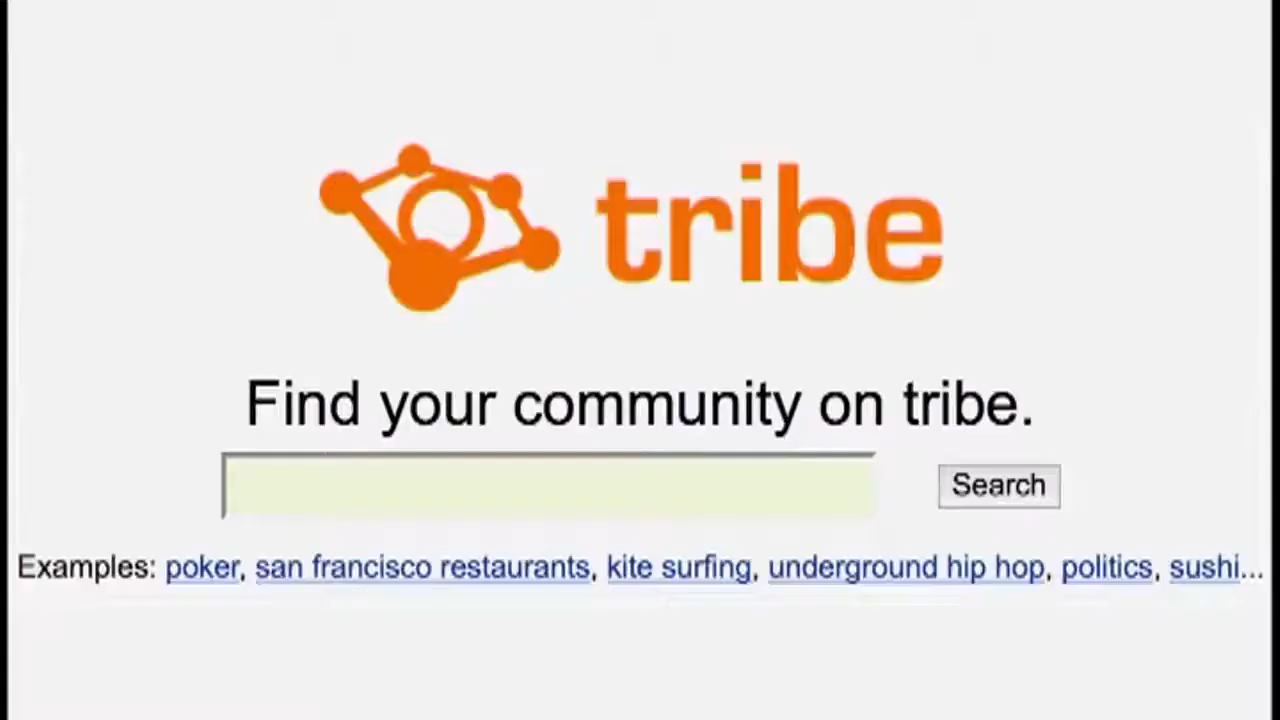 tribe
Find your community on tribe.
Search
Examples: poker, san francisco restaurants, kite surfing, underground hip hop, politics, sushi...